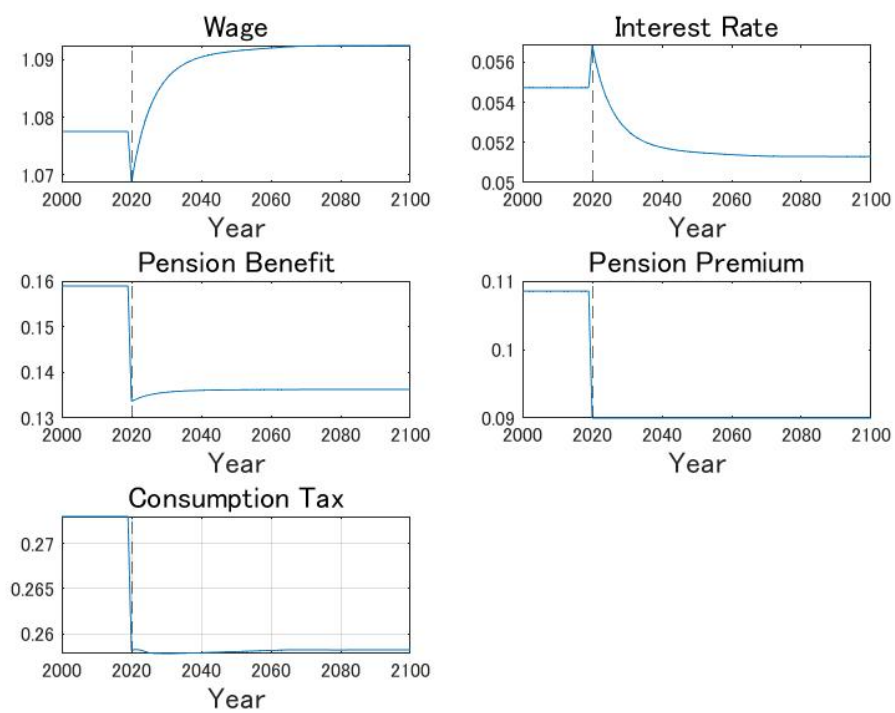 Wage
1.09
1.08
1.07
2000 2020 2040 2060 2080 2100
Year
Interest Rate
0.056
0.054
0.052
0.05
2000 2020 2040 2060 2080 2100
Year
Pension Benefit
0.16
0.15
0.14
0.13
2000 2020 2040 2060 2080 2100
Year
Pension Premium
0.11
0.1
0.09
2000 2020 2040 2060 2080 2100
Year
Consumption Tax
0.27
0.265
0.26
2000 2020 2040 2060 2080 2100
Year